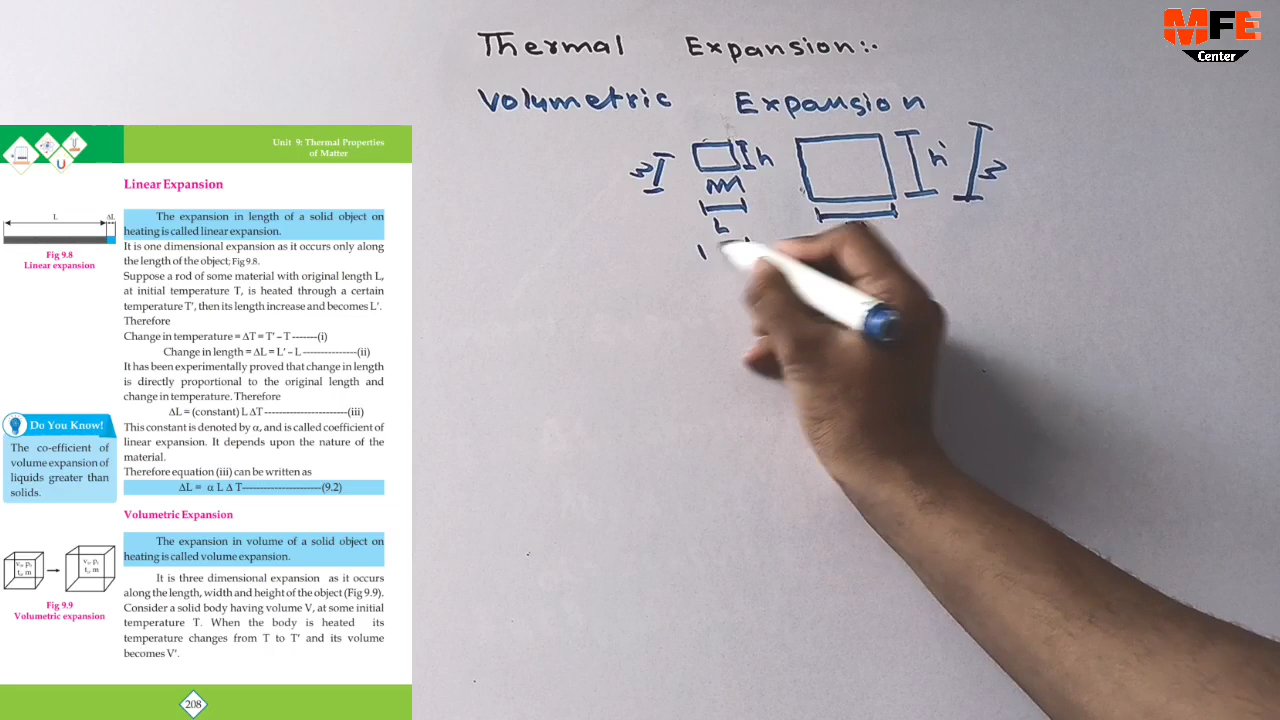 MFE
Center
Thermal Expansion:.
Volumetric Expansion
w
h
L
h'
w
Unit 9: Thermal Properties
of Matter
Linear Expansion
L
ΔL
Fig 9.8
Linear expansion
The expansion in length of a solid object on
heating is called linear expansion.
It is one dimensional expansion as it occurs only along
the length of the object; Fig 9.8.
Suppose a rod of some material with original length L,
at initial temperature T, is heated through a certain
temperature T′, then its length increase and becomes L′.
Therefore
Change in temperature = ΔT = T′ – T -------(i)
Change in length = ΔL = L′ – L ---------------(ii)
It has been experimentally proved that change in length
is directly proportional to the original length and
change in temperature. Therefore
ΔL = (constant) L ΔT -----------------------(iii)
This constant is denoted by α, and is called coefficient of
linear expansion. It depends upon the nature of the
material.
Therefore equation (iii) can be written as
ΔL = α L Δ T----------------------(9.2)
Do You Know!
The co-efficient of
volume expansion of
liquids greater than
solids.
Volumetric Expansion
The expansion in volume of a solid object on
heating is called volume expansion.
Fig 9.9
Volumetric expansion
It is three dimensional expansion as it occurs
along the length, width and height of the object (Fig 9.9).
Consider a solid body having volume V, at some initial
temperature T. When the body is heated its
temperature changes from T to T′ and its volume
becomes V′.
208